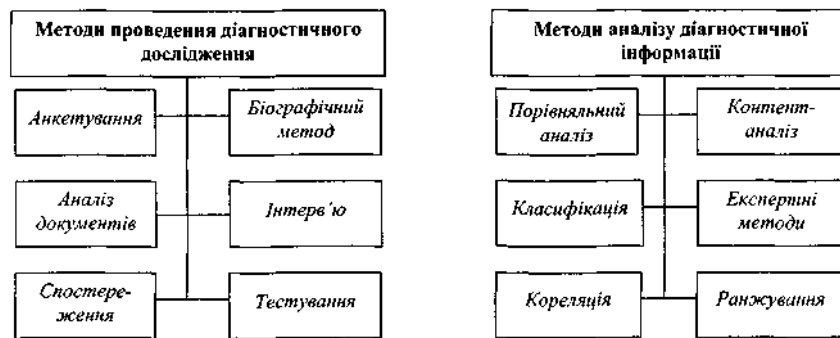 Методи проведення діагностичного
дослідження
Анкетування
Біографічний
метод
Аналіз
документів
Інтерв´ю
Спостере-
ження
Тестування
Методи аналізу діагностичної
інформації
Порівняльний
аналіз
Контент-
аналіз
Класифікація
Експертні
методи
Кореляція
Ранжування